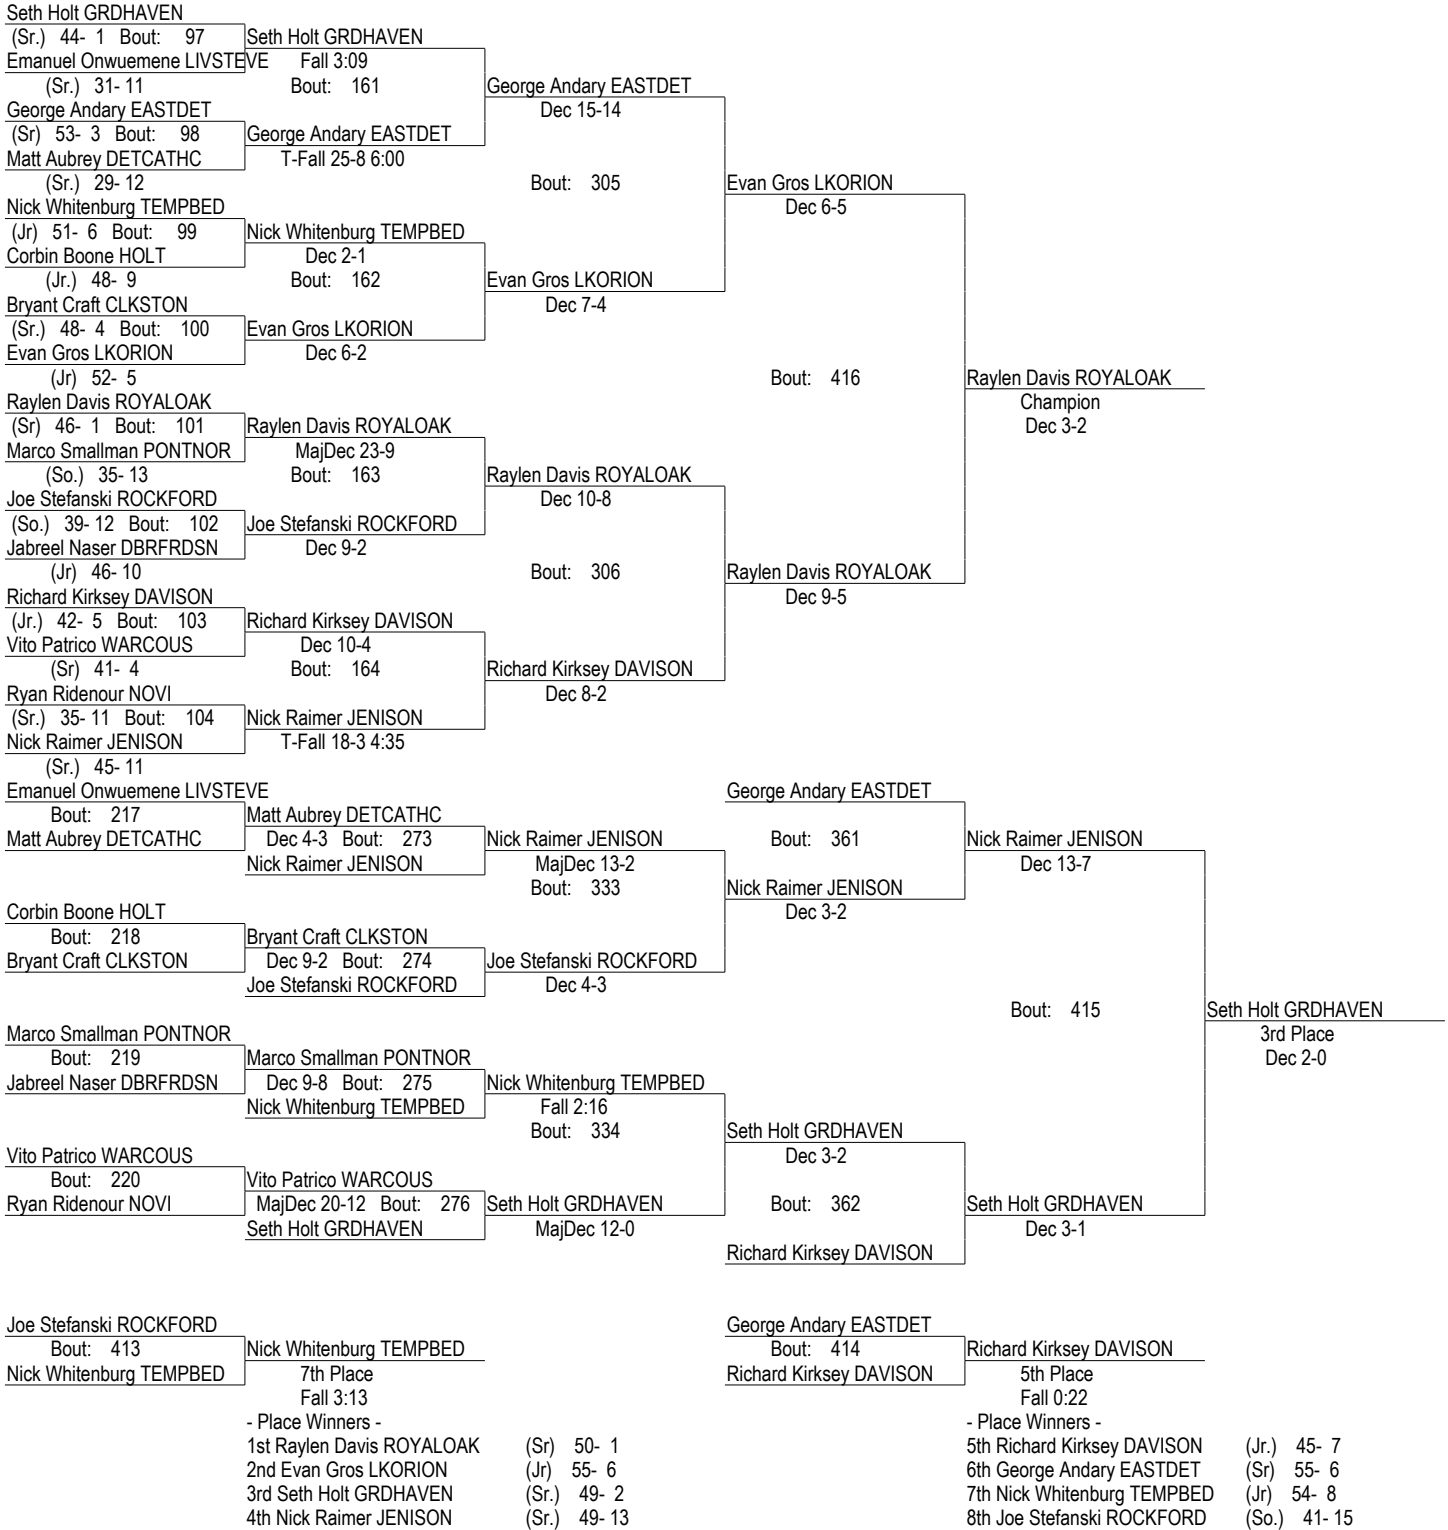 Seth Holt GRDHAVEN
(Sr.) 44- 1 Bout: 97 Seth Holt GRDHAVEN
Emanuel Onwuemene LIVSTEVE Fall 3:09
(Sr.) 31- 11 Bout: 161 George Andary EASTDET
George Andary EASTDET Dec 15-14
(Sr) 53- 3 Bout: 98 George Andary EASTDET
Matt Aubrey DETCATHC T-Fall 25-8 6:00
(Sr.) 29- 12 Bout: 305 Evan Gros LKORION
Nick Whitenburg TEMPBED Dec 6-5
(Jr) 51- 6 Bout: 99 Nick Whitenburg TEMPBED
Corbin Boone HOLT Dec 2-1
(Jr.) 48- 9 Bout: 162 Evan Gros LKORION
Bryant Craft CLKSTON Dec 7-4
(Sr.) 48- 4 Bout: 100 Evan Gros LKORION
Evan Gros LKORION Dec 6-2
(Jr) 52- 5 Bout: 416 Raylen Davis ROYALOAK
Raylen Davis ROYALOAK Champion
(Sr) 46- 1 Bout: 101 Raylen Davis ROYALOAK Dec 3-2
Marco Smallman PONTNOR MajDec 23-9
(So.) 35- 13 Bout: 163 Raylen Davis ROYALOAK
Joe Stefanski ROCKFORD Dec 10-8
(So.) 39- 12 Bout: 102 Joe Stefanski ROCKFORD
Jabreel Naser DBRFRDSN Dec 9-2
(Jr) 46- 10 Bout: 306 Raylen Davis ROYALOAK
Richard Kirksey DAVISON Dec 9-5
(Jr.) 42- 5 Bout: 103 Richard Kirksey DAVISON
Vito Patrico WARCOUS Dec 10-4
(Sr) 41- 4 Bout: 164 Richard Kirksey DAVISON
Ryan Ridenour NOVI Dec 8-2
(Sr.) 35- 11 Bout: 104 Nick Raimer JENISON
Nick Raimer JENISON T-Fall 18-3 4:35
(Sr.) 45- 11
Emanuel Onwuemene LIVSTEVE George Andary EASTDET
Bout: 217 Matt Aubrey DETCATHC
Matt Aubrey DETCATHC Dec 4-3 Bout: 273 Nick Raimer JENISON Bout: 361 Nick Raimer JENISON
Nick Raimer JENISON MajDec 13-2 Dec 13-7
Bout: 333 Nick Raimer JENISON
Corbin Boone HOLT Dec 3-2
Bout: 218 Bryant Craft CLKSTON
Bryant Craft CLKSTON Dec 9-2 Bout: 274 Joe Stefanski ROCKFORD
Joe Stefanski ROCKFORD Dec 4-3
Bout: 415 Seth Holt GRDHAVEN
Marco Smallman PONTNOR 3rd Place
Bout: 219 Marco Smallman PONTNOR Dec 2-0
Jabreel Naser DBRFRDSN Dec 9-8 Bout: 275 Nick Whitenburg TEMPBED
Nick Whitenburg TEMPBED Fall 2:16
Bout: 334 Seth Holt GRDHAVEN
Vito Patrico WARCOUS Dec 3-2
Bout: 220 Vito Patrico WARCOUS
Ryan Ridenour NOVI MajDec 20-12 Bout: 276 Seth Holt GRDHAVEN Bout: 362 Seth Holt GRDHAVEN
Seth Holt GRDHAVEN MajDec 12-0 Dec 3-1
Richard Kirksey DAVISON
Joe Stefanski ROCKFORD George Andary EASTDET
Bout: 413 Nick Whitenburg TEMPBED Bout: 414 Richard Kirksey DAVISON
Nick Whitenburg TEMPBED 7th Place Richard Kirksey DAVISON 5th Place
Fall 3:13 Fall 0:22
- Place Winners - - Place Winners -
1st Raylen Davis ROYALOAK (Sr) 50- 1 5th Richard Kirksey DAVISON (Jr.) 45- 7
2nd Evan Gros LKORION (Jr) 55- 6 6th George Andary EASTDET (Sr) 55- 6
3rd Seth Holt GRDHAVEN (Sr.) 49- 2 7th Nick Whitenburg TEMPBED (Jr) 54- 8
4th Nick Raimer JENISON (Sr.) 49- 13 8th Joe Stefanski ROCKFORD (So.) 41- 15